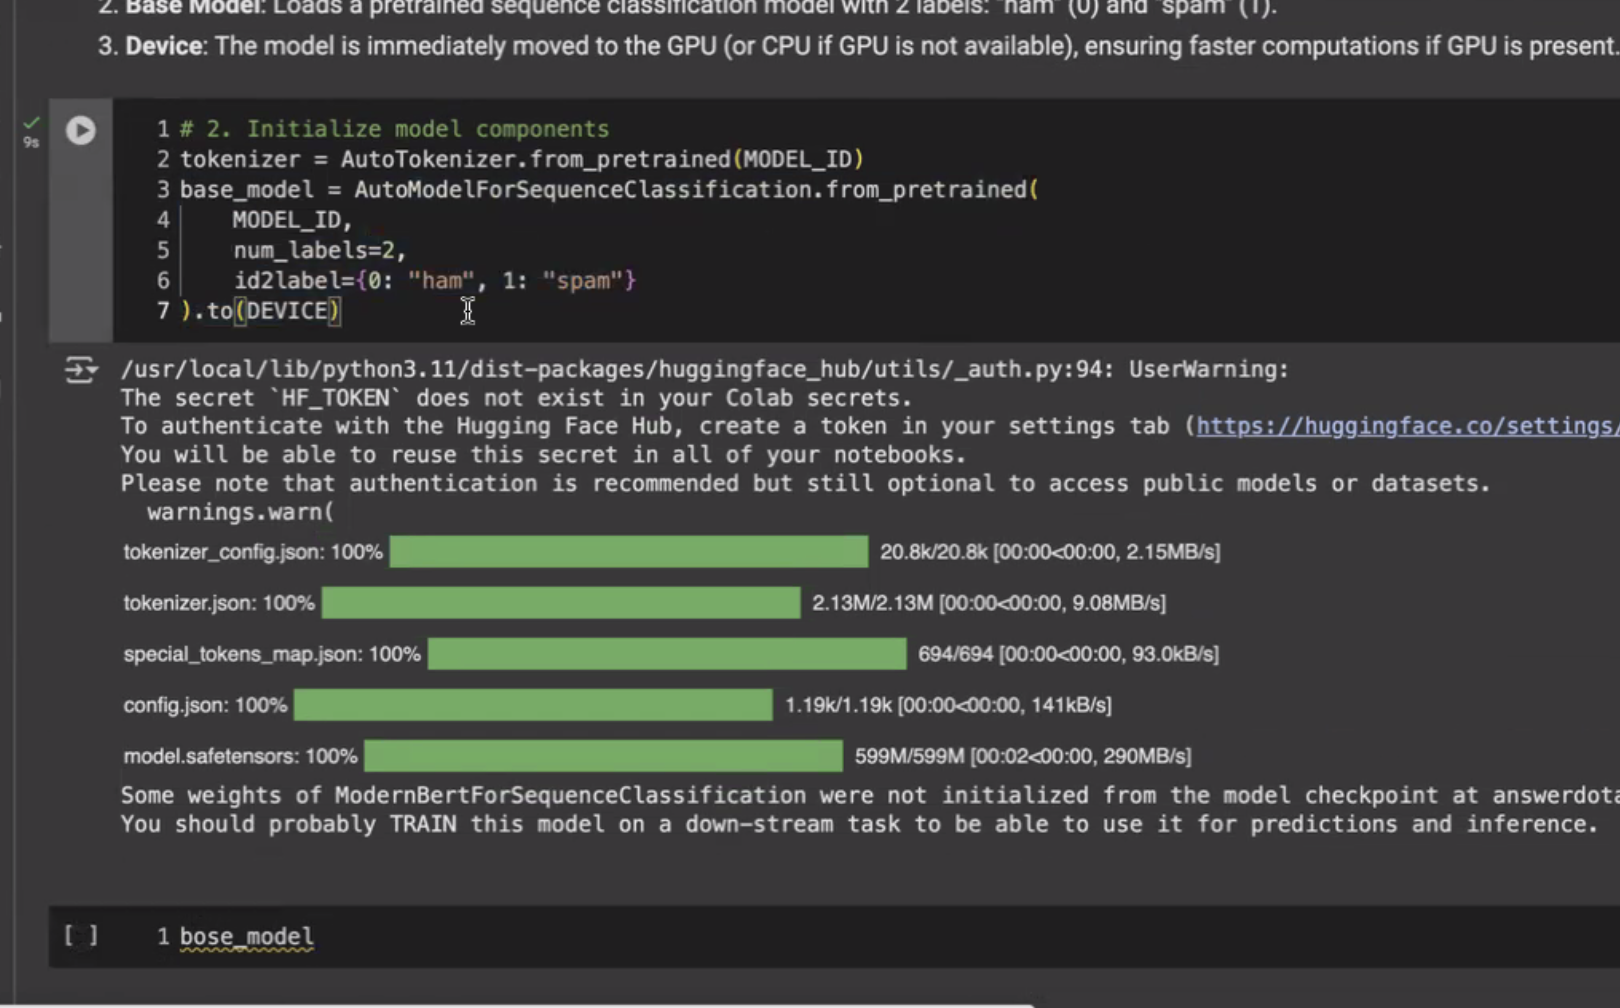 2. Base Model: Loads a pretrained sequence classification model with 2 labels: "ham" (0) and "spam" (1).
3. Device: The model is immediately moved to the GPU (or CPU if GPU is not available), ensuring faster computations if GPU is present.
9s
1 # 2. Initialize model components
2 tokenizer = AutoTokenizer.from_pretrained(MODEL_ID)
3 base_model = AutoModelForSequenceClassification.from_pretrained(
4     MODEL_ID,
5     num_labels=2,
6     id2label={0: "ham", 1: "spam"}
7 ).to(DEVICE)
/usr/local/lib/python3.11/dist-packages/huggingface_hub/utils/_auth.py:94: UserWarning:
The secret `HF_TOKEN` does not exist in your Colab secrets.
To authenticate with the Hugging Face Hub, create a token in your settings tab (https://huggingface.co/settings/
You will be able to reuse this secret in all of your notebooks.
Please note that authentication is recommended but still optional to access public models or datasets.
  warnings.warn(
tokenizer_config.json: 100% 20.8k/20.8k [00:00<00:00, 2.15MB/s]
tokenizer.json: 100% 2.13M/2.13M [00:00<00:00, 9.08MB/s]
special_tokens_map.json: 100% 694/694 [00:00<00:00, 93.0kB/s]
config.json: 100% 1.19k/1.19k [00:00<00:00, 141kB/s]
model.safetensors: 100% 599M/599M [00:02<00:00, 290MB/s]
Some weights of ModernBertForSequenceClassification were not initialized from the model checkpoint at answerdota
You should probably TRAIN this model on a down-stream task to be able to use it for predictions and inference.
[ ] 1 bose_model